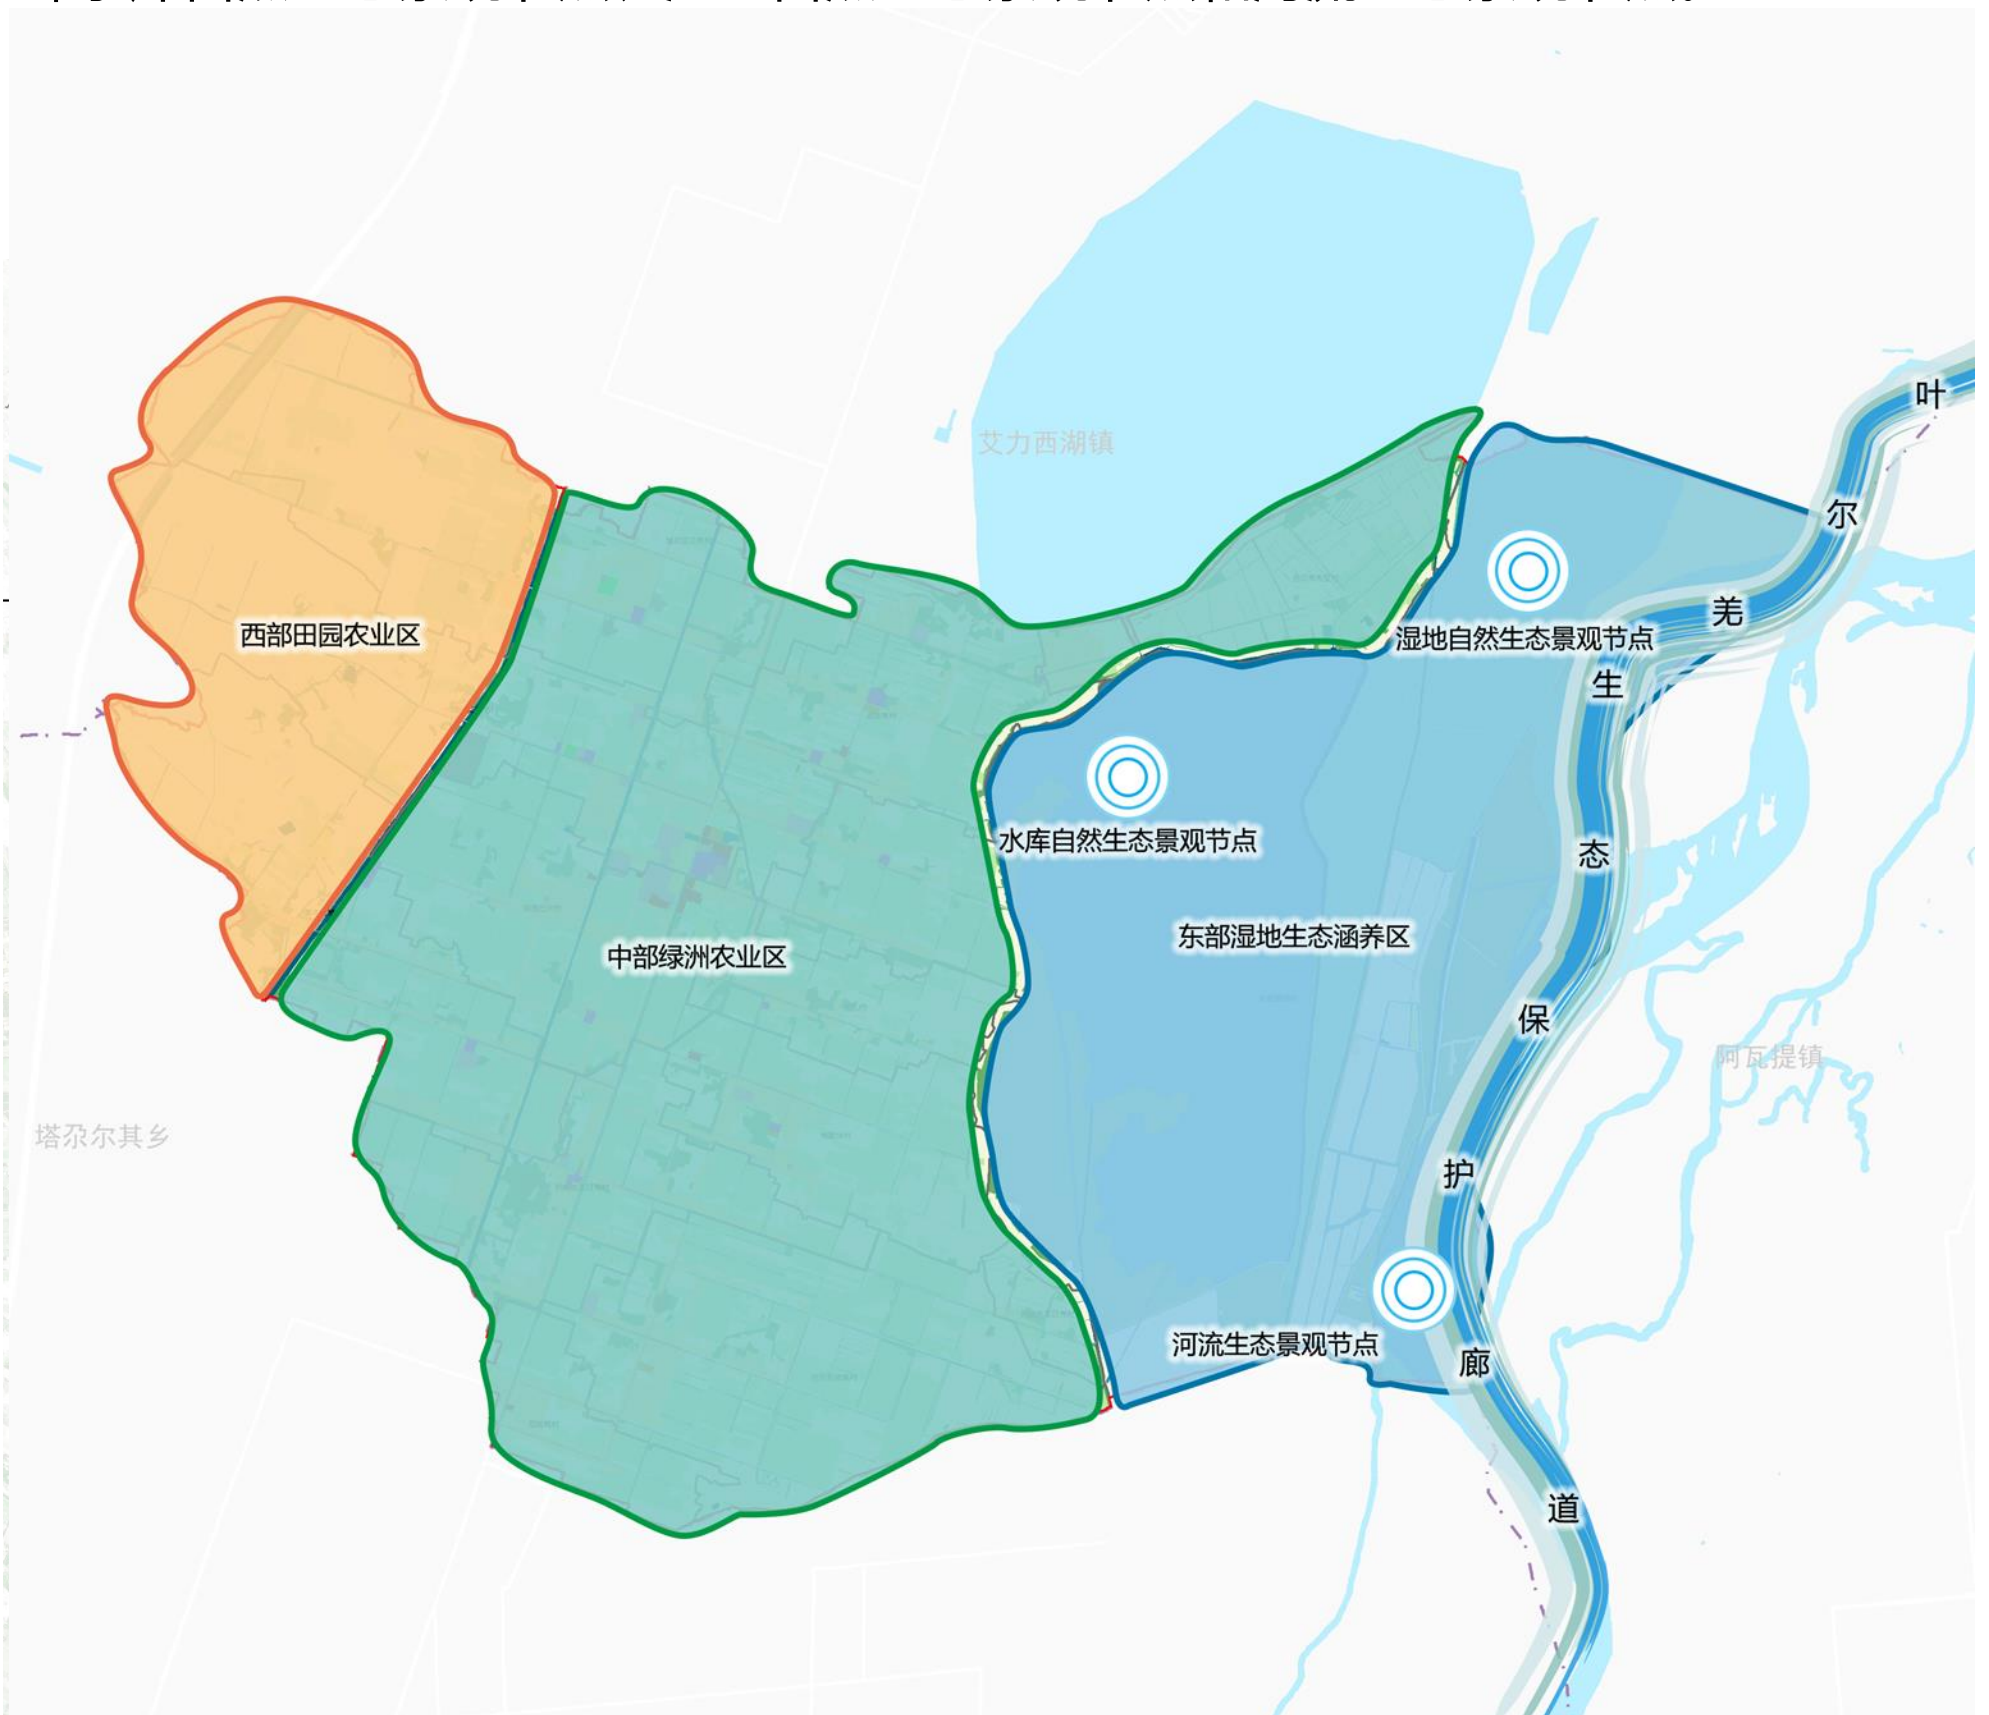 艾力西湖镇
叶
尔
羌
生
态
保
护
廊
道
西部田园农业区
湿地自然生态景观节点
水库自然生态景观节点
东部湿地生态涵养区
中部绿洲农业区
阿瓦提镇
塔尕尔其乡
河流生态景观节点